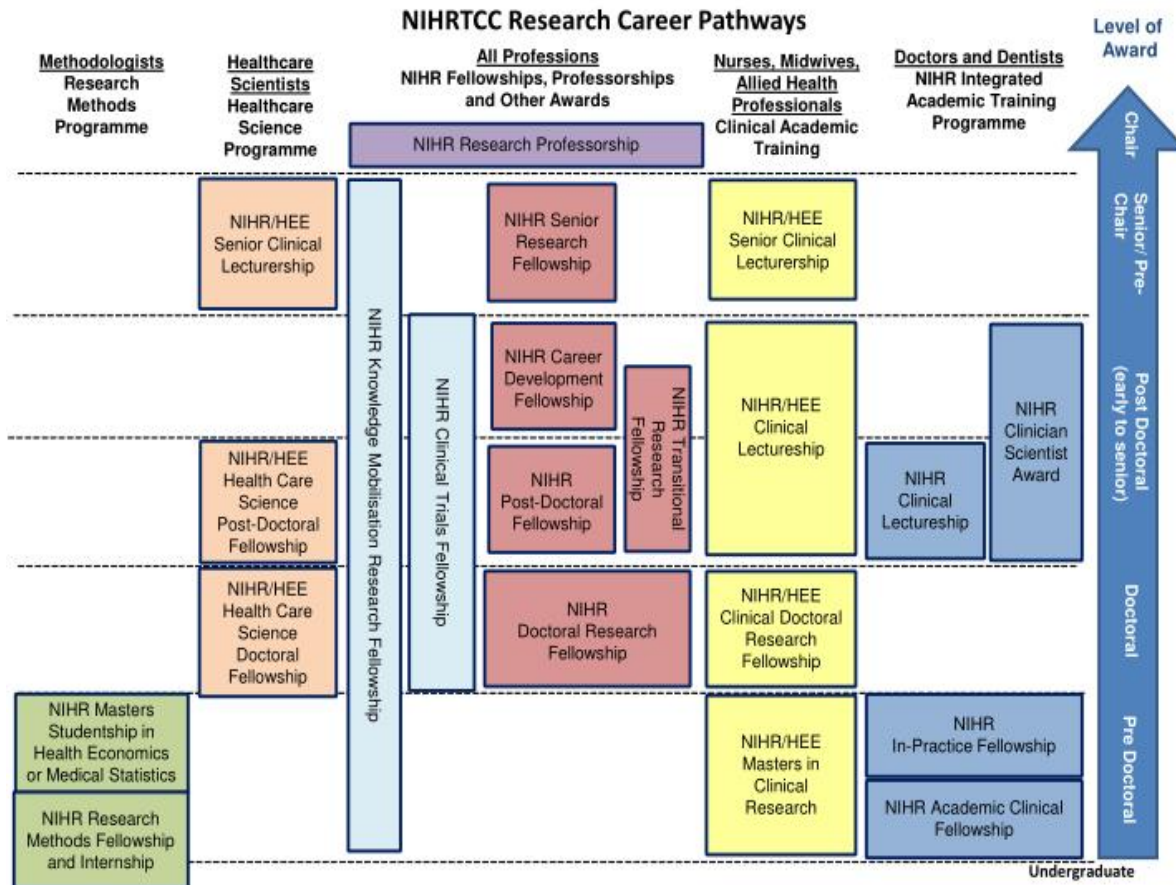 NIHRTCC Research Career Pathways
Level of
Award
Methodologists
Research
Methods
Programme
Healthcare
Scientists
Healthcare
Science
Programme
All Professions
NIHR Fellowships, Professorships
and Other Awards
Nurses, Midwives,
Allied Health
Professionals
Clinical Academic
Training
Doctors and Dentists
NIHR Integrated
Academic Training
Programme
NIHR Research Professorship
Chair
NIHR/HEE
Senior Clinical
Lecturership
NIHR Knowledge Mobilisation Research Fellowship
NIHR Senior
Research
Fellowship
NIHR/HEE
Senior Clinical
Lecturership
Senior/ Pre-
Chair
NIHR Clinical Trials Fellowship
NIHR Career
Development
Fellowship
NIHR Transitional
Research
Fellowship
NIHR/HEE
Clinical
Lectureship
NIHR
Clinician
Scientist
Award
Post Doctoral
(early to senior)
NIHR/HEE
Health Care
Science
Post-Doctoral
Fellowship
NIHR
Post-Doctoral
Fellowship
NIHR
Clinical
Lectureship
NIHR/HEE
Health Care
Science
Doctoral
Fellowship
NIHR
Doctoral Research
Fellowship
NIHR/HEE
Clinical Doctoral
Research
Fellowship
Doctoral
NIHR Masters
Studentship in
Health Economics
or Medical Statistics
NIHR/HEE
Masters in
Clinical
Research
NIHR
In-Practice Fellowship
Pre Doctoral
NIHR Research
Methods Fellowship
and Internship
NIHR Academic Clinical
Fellowship
Undergraduate